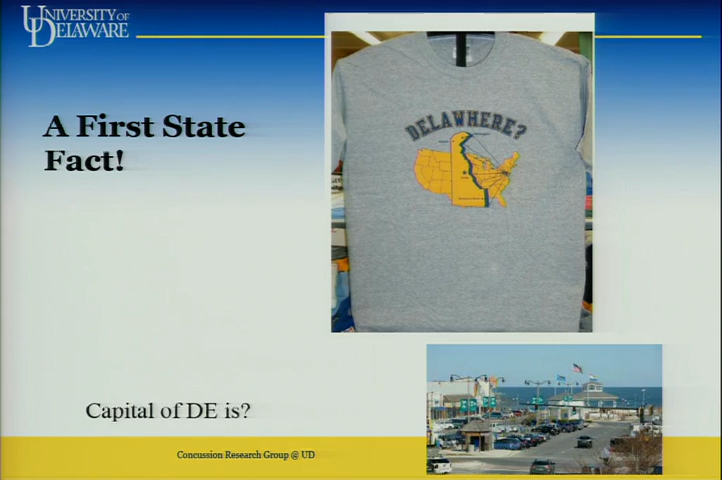 UNIVERSITY OF
DELAWARE
A First State
Fact!
DELAWHERE?
Capital of DE is?
Concussion Research Group @ UD